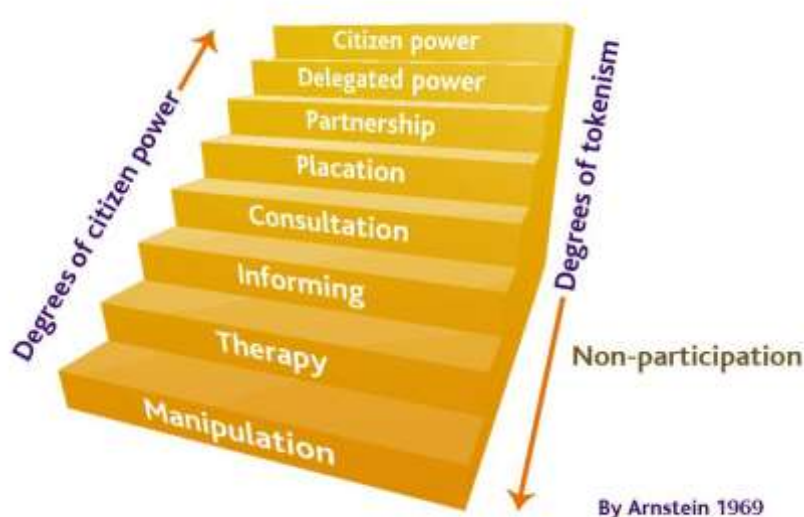 Citizen power
Delegated power
Partnership
Placation
Consultation
Informing
Therapy
Manipulation
Degrees of citizen power
Degrees of tokenism
Non-participation
By Arnstein 1969